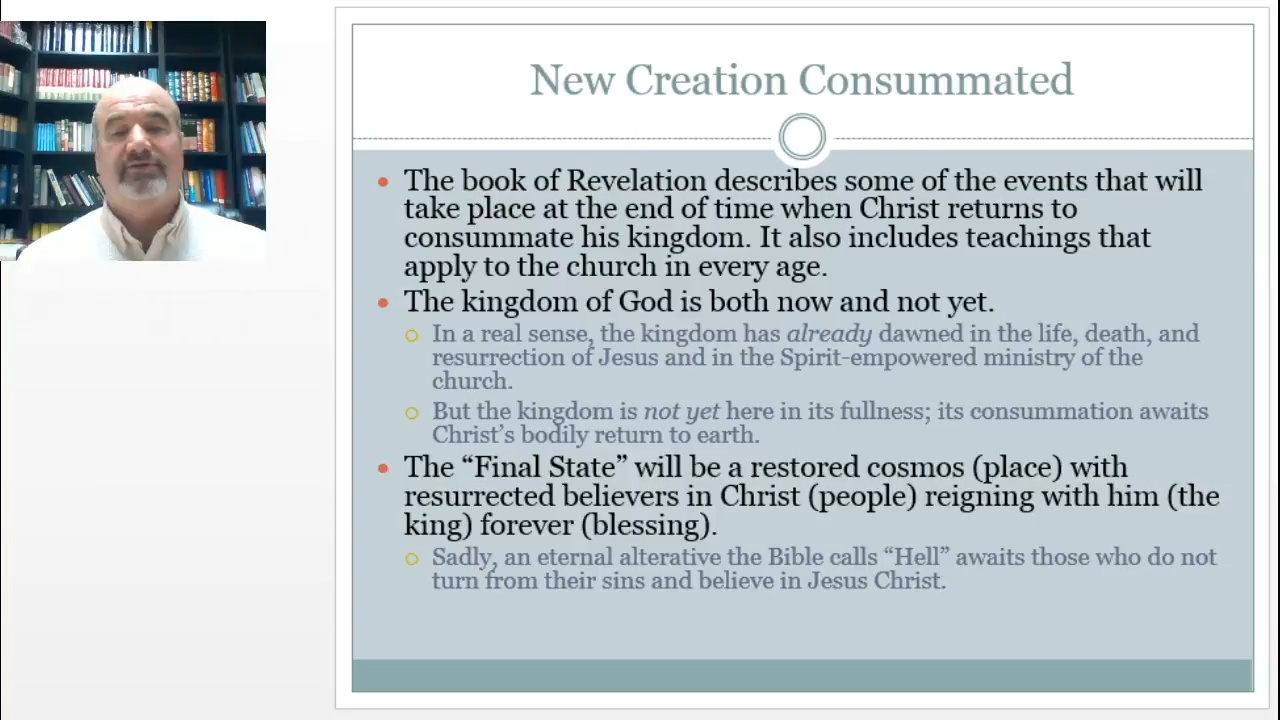 New Creation Consummated
The book of Revelation describes some of the events that will
take place at the end of time when Christ returns to
consummate his kingdom. It also includes teachings that
apply to the church in every age.
The kingdom of God is both now and not yet.
In a real sense, the kingdom has already dawned in the life, death, and
resurrection of Jesus and in the Spirit-empowered ministry of the
church.
But the kingdom is not yet here in its fullness; its consummation awaits
Christ's bodily return to earth.
The “Final State” will be a restored cosmos (place) with
resurrected believers in Christ (people) reigning with him (the
king) forever (blessing).
Sadly, an eternal alterative the Bible calls “Hell” awaits those who do not
turn from their sins and believe in Jesus Christ.